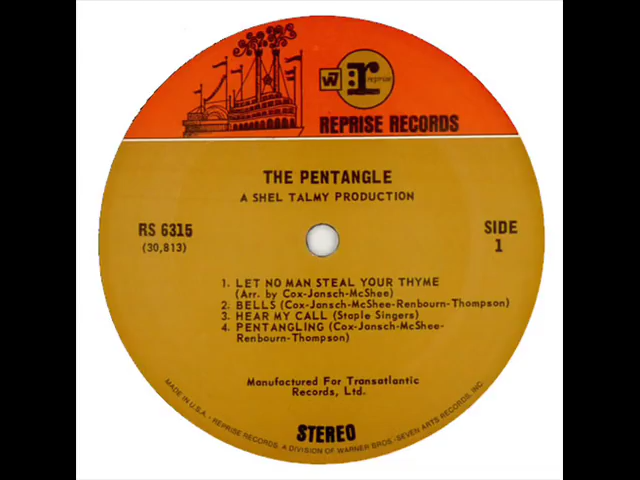 W7 r reprise
REPRISE RECORDS
THE PENTANGLE
A SHEL TALMY PRODUCTION
RS 6315
(30,813)
SIDE
1
1. LET NO MAN STEAL YOUR THYME
(Arr. by Cox-Jansch-McShee)
2. BELLS (Cox-Jansch-McShee-Renbourn-Thompson)
3. HEAR MY CALL (Staple Singers)
4. PENTANGLING (Cox-Jansch-McShee-
Renbourn-Thompson)
Manufactured For Transatlantic
Records, Ltd.
STEREO
MADE IN U.S.A. - REPRISE RECORDS, A DIVISION OF WARNER BROS.-SEVEN ARTS RECORDS, INC.